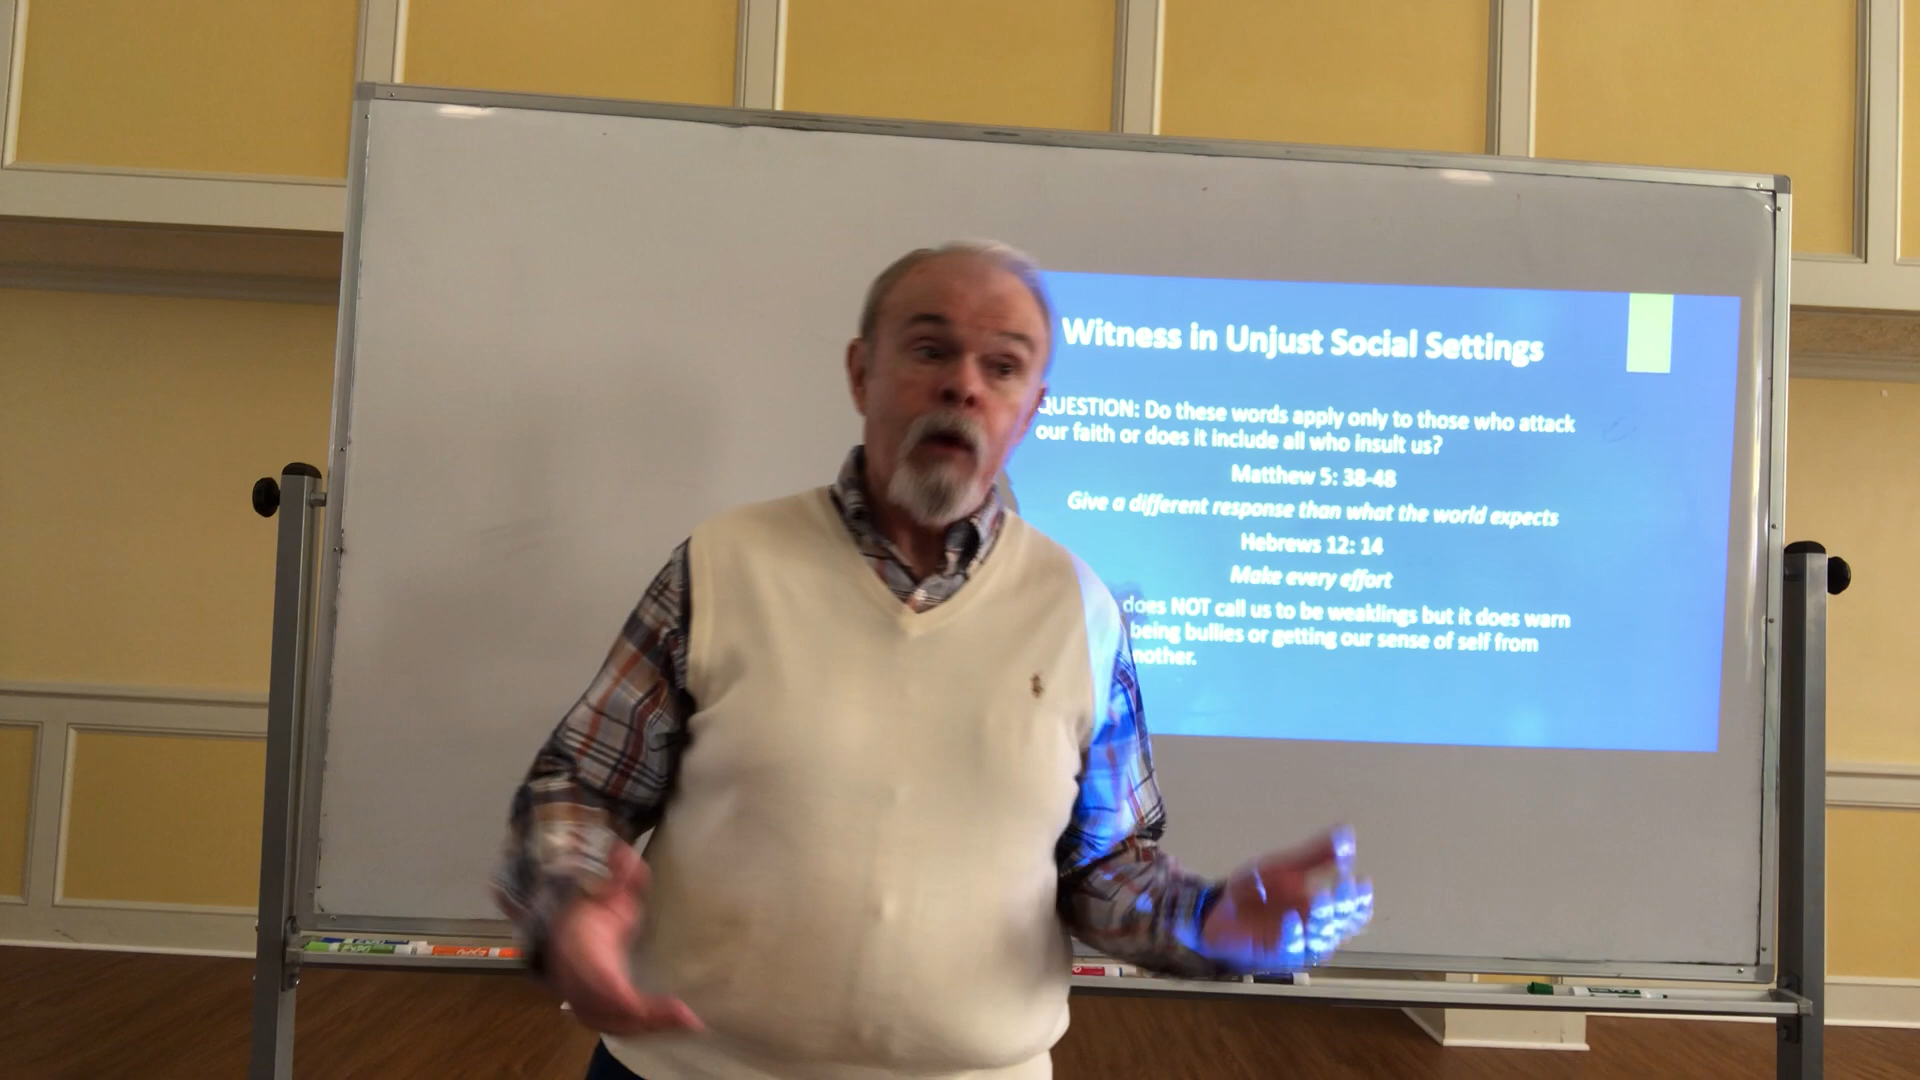 Witness in Unjust Social Settings
QUESTION: Do these words apply only to those who attack
our faith or does it include all who insult us?
Matthew 5: 38-48
Give a different response than what the world expects
Hebrews 12: 14
Make every effort
does NOT call us to be weaklings but it does warn
being bullies or getting our sense of self from